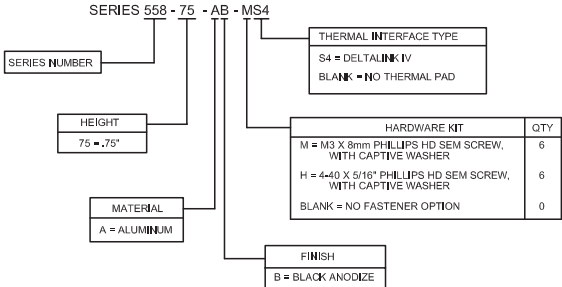 SERIES 558 - 75 - AB - MS4
THERMAL INTERFACE TYPE
S4 = DELTALINK IV
BLANK = NO THERMAL PAD
SERIES NUMBER
HEIGHT
75 = .75"
HARDWARE KIT QTY
M = M3 X 8mm PHILLIPS HD SEM SCREW, 6
WITH CAPTIVE WASHER
H = 4-40 X 5/16" PHILLIPS HD SEM SCREW, 6
WITH CAPTIVE WASHER
BLANK = NO FASTENER OPTION 0
MATERIAL
A = ALUMINUM
FINISH
B = BLACK ANODIZE